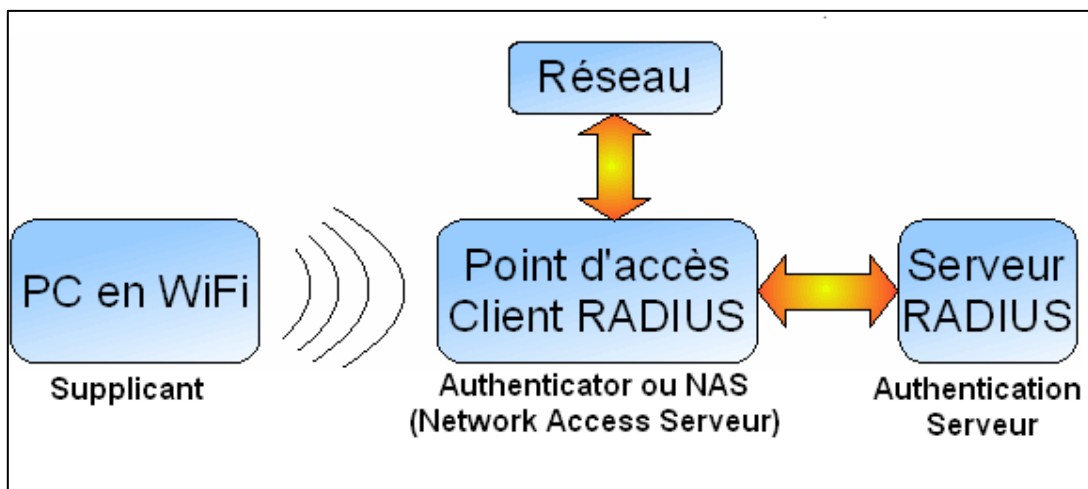 Réseau
PC en WiFi
Supplicant
Point d'accès
Client RADIUS
Authenticator ou NAS
(Network Access Serveur)
Serveur
RADIUS
Authentication
Serveur